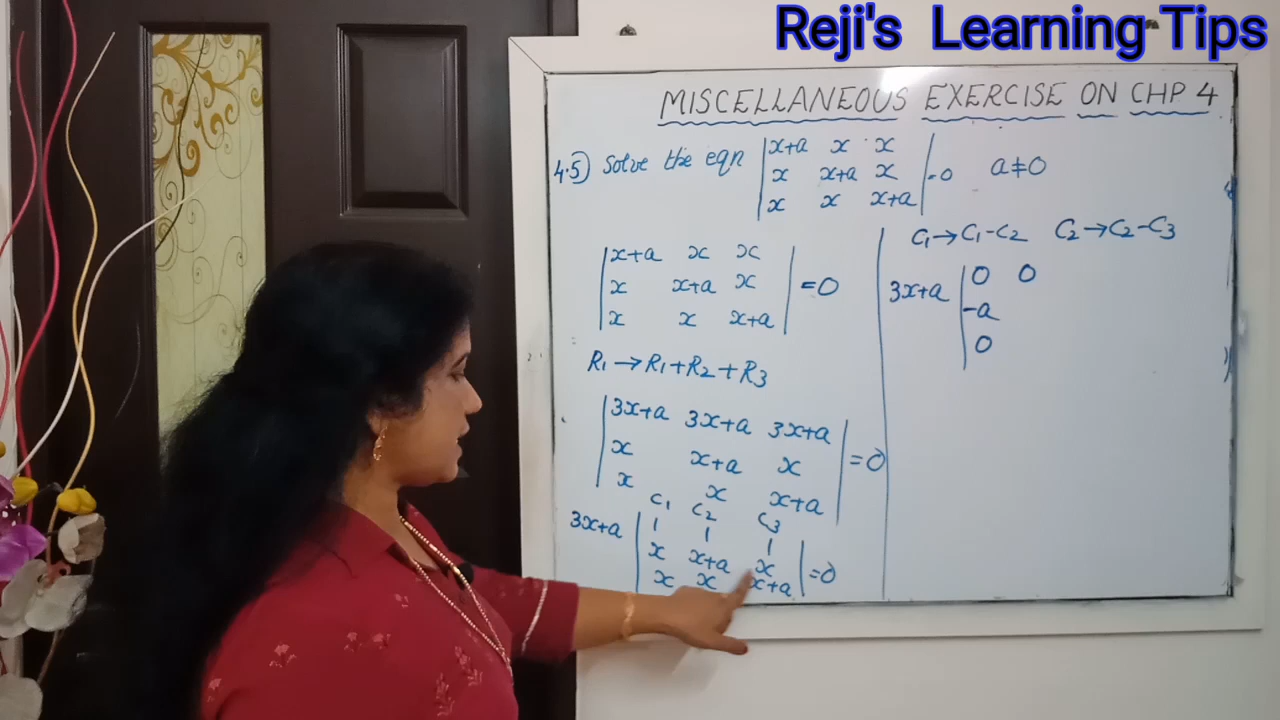 Reji's Learning Tips
MISCELLANEOUS EXERCISE ON CHP 4
4.5) Solve the eqn | x+a x x | = 0 a≠0
| x x+a x |
| x x x+a |
| x+a x x |
| x x+a x | = 0
| x x x+a |
R₁ → R₁+R₂+R₃
| 3x+a 3x+a 3x+a |
| x x+a x | = 0
| x x x+a |
C₁ C₂ C₃
3x+a | 1 1 1 |
| x x+a x | = 0
| x x x+a |
C₁→C₁-C₂ C₂→C₂-C₃
3x+a | 0 0
| -a
| 0